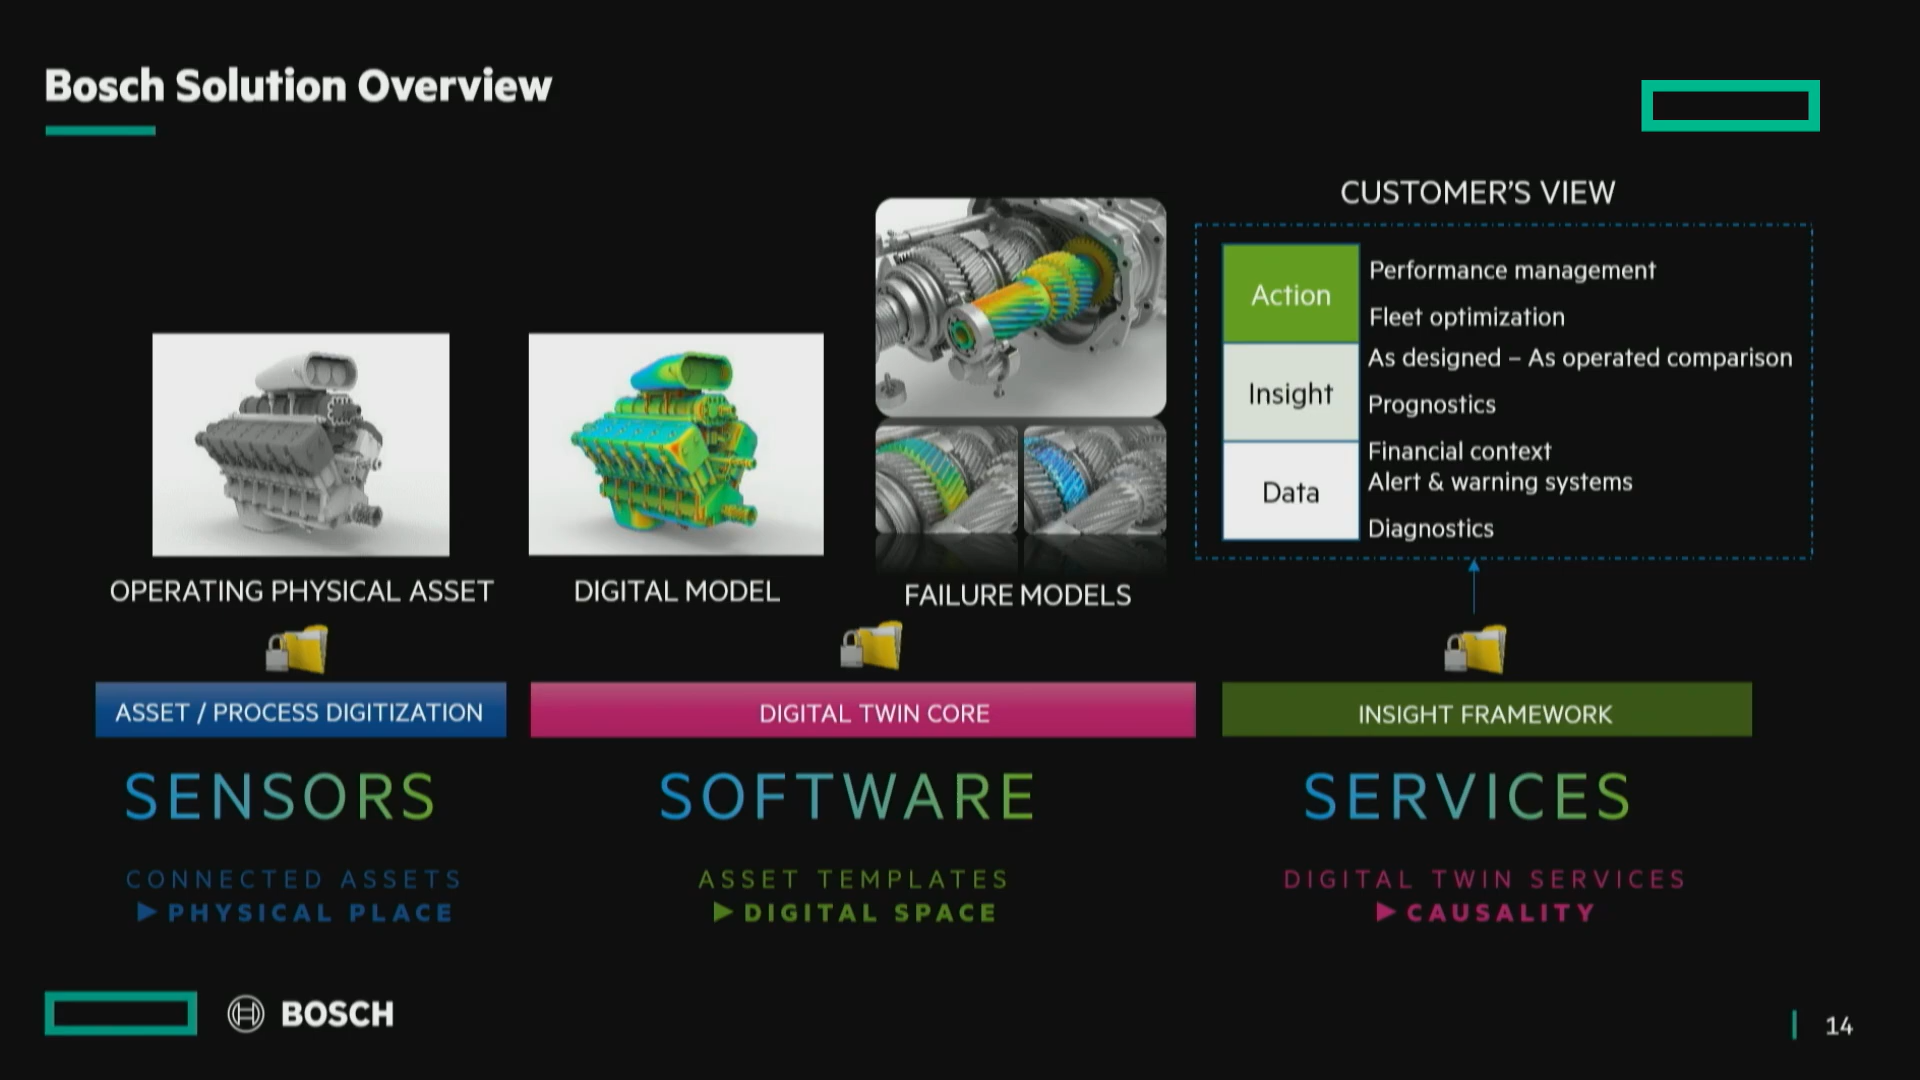 Bosch Solution Overview
CUSTOMER'S VIEW
Action
Performance management
Fleet optimization
Insight
As designed – As operated comparison
Prognostics
Financial context
Data
Alert & warning systems
Diagnostics
OPERATING PHYSICAL ASSET
DIGITAL MODEL
FAILURE MODELS
ASSET / PROCESS DIGITIZATION
DIGITAL TWIN CORE
INSIGHT FRAMEWORK
SENSORS
SOFTWARE
SERVICES
CONNECTED ASSETS
▶ PHYSICAL PLACE
ASSET TEMPLATES
▶ DIGITAL SPACE
DIGITAL TWIN SERVICES
▶ CAUSALITY
BOSCH
14